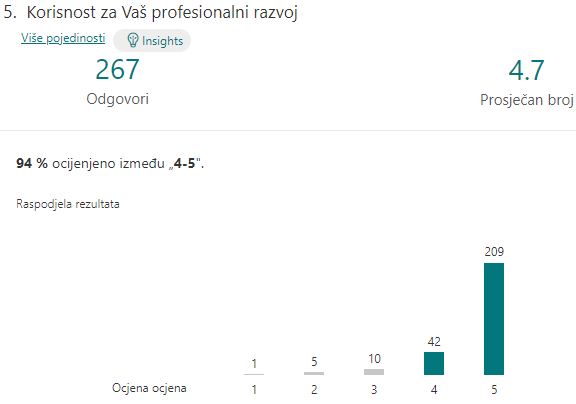 5. Korisnost za Vaš profesionalni razvoj
Više pojedinosti
Insights
267
Odgovori
4.7
Prosječan broj
94 % ocijenjeno između „4-5“.
Raspodjela rezultata
1 5 10 42 209
Ocjena ocjena 1 2 3 4 5